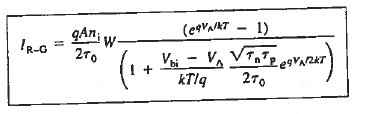 I_{R-G} = \frac{qAn_i}{2\tau_0} W \frac{(e^{qV_A/kT} - 1)}{\left(1 + \frac{V_{bi} - V_A}{kT/q} \frac{\sqrt{\tau_n \tau_p}}{2\tau_0} e^{qV_A/2kT}\right)}